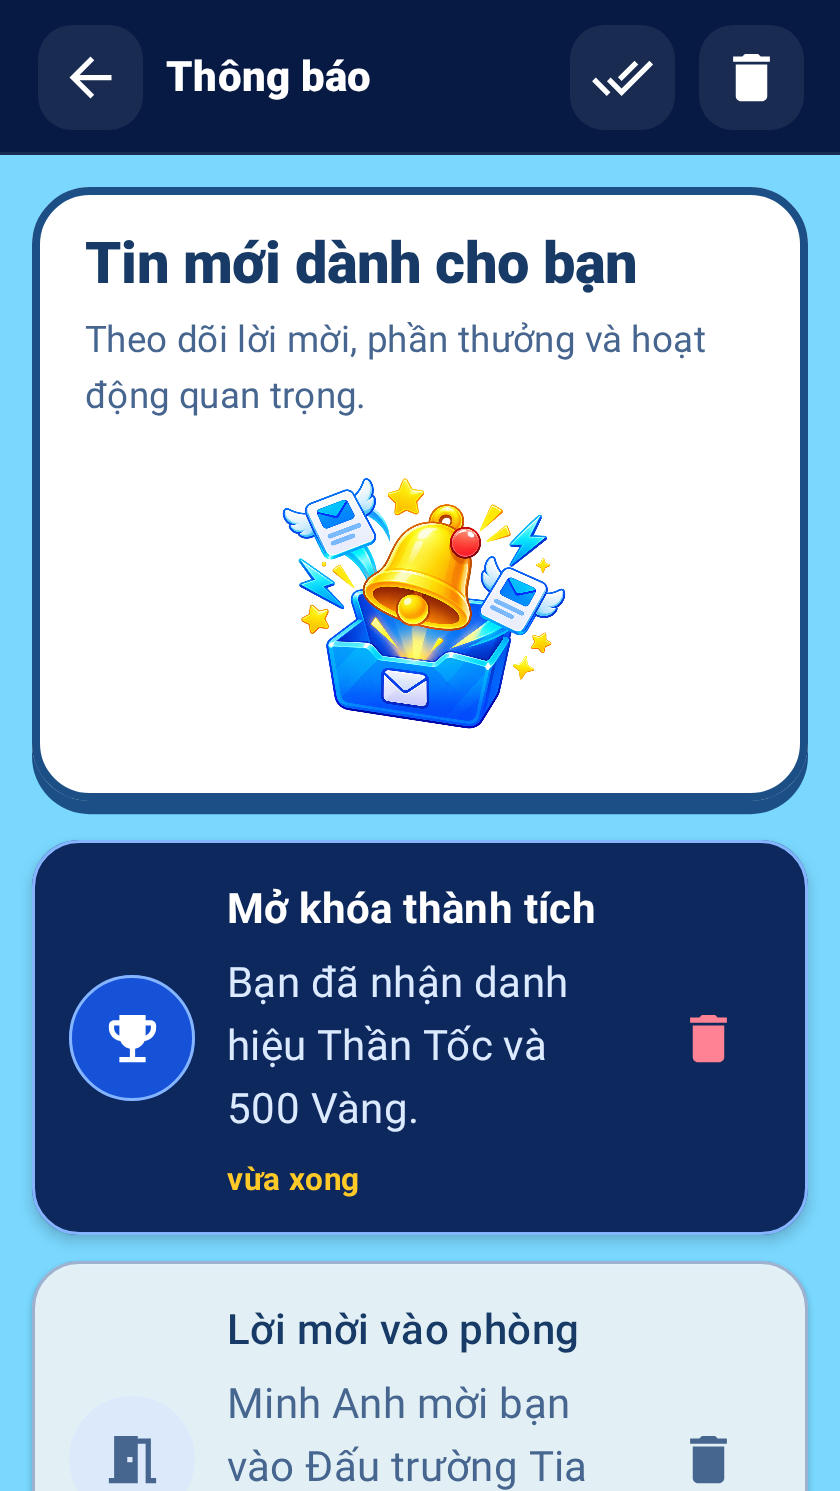 Thông báo
Tin mới dành cho bạn
Theo dõi lời mời, phần thưởng và hoạt
động quan trọng.
Mở khóa thành tích
Bạn đã nhận danh
hiệu Thần Tốc và
500 Vàng.
vừa xong
Lời mời vào phòng
Minh Anh mời bạn
vào Đấu trường Tia